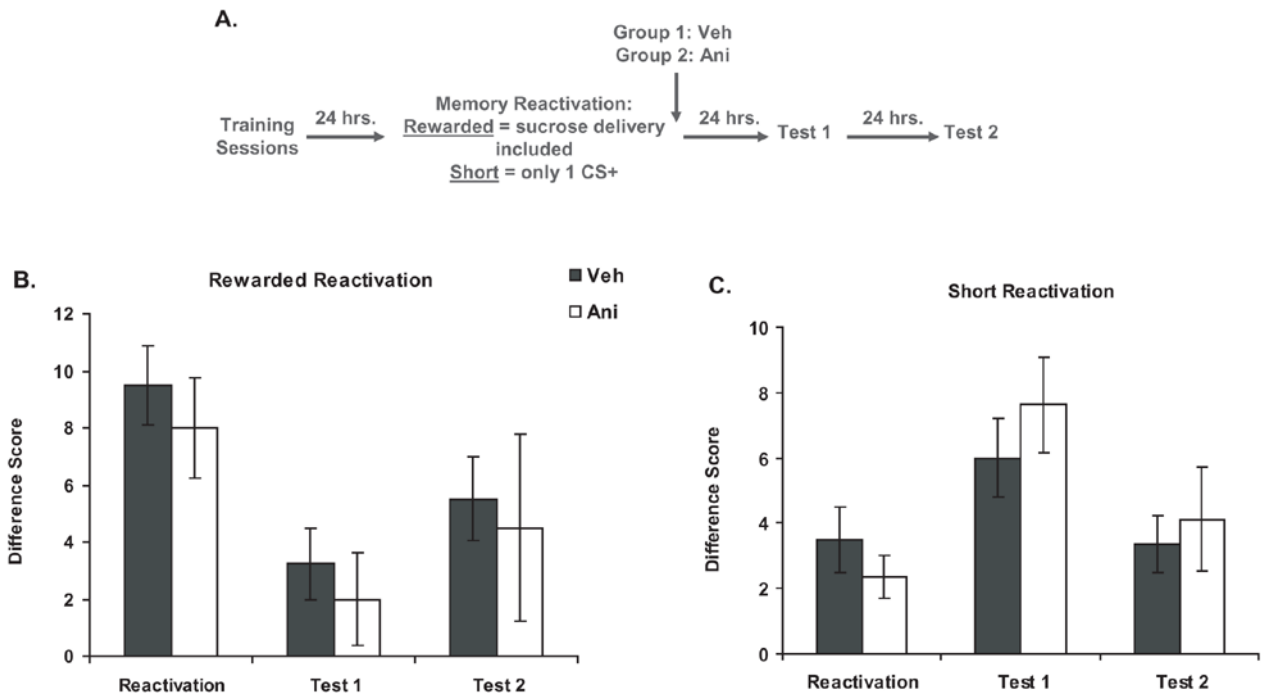 A.
Group 1: Veh
Group 2: Ani
Training
Sessions
24 hrs.
Memory Reactivation:
Rewarded = sucrose delivery
included
Short = only 1 CS+
24 hrs.
Test 1
24 hrs.
Test 2
B.
Rewarded Reactivation
Veh
Ani
Difference Score
12
10
8
6
4
2
0
Reactivation
Test 1
Test 2
C.
Short Reactivation
Difference Score
10
8
6
4
2
0
Reactivation
Test 1
Test 2